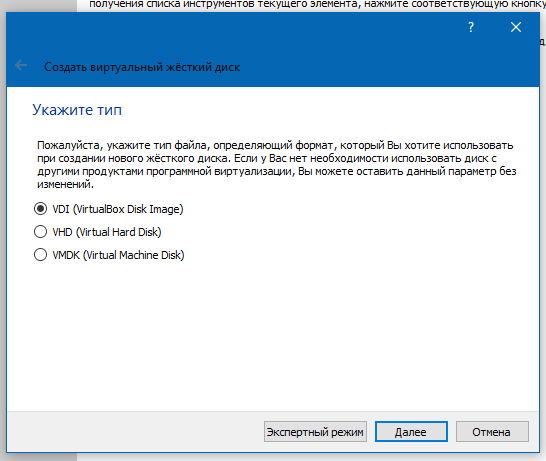 получения списка инструментов текущего элемента, нажмите соответствующую кнопку
?
Создать виртуальный жёсткий диск
Укажите тип
Пожалуйста, укажите тип файла, определяющий формат, который Вы хотите использовать
при создании нового жёсткого диска. Если у Вас нет необходимости использовать диск с
другими продуктами программной виртуализации, Вы можете оставить данный параметр без
изменений.
VDI (VirtualBox Disk Image)
VHD (Virtual Hard Disk)
VMDK (Virtual Machine Disk)
Экспертный режим
Далее
Отмена